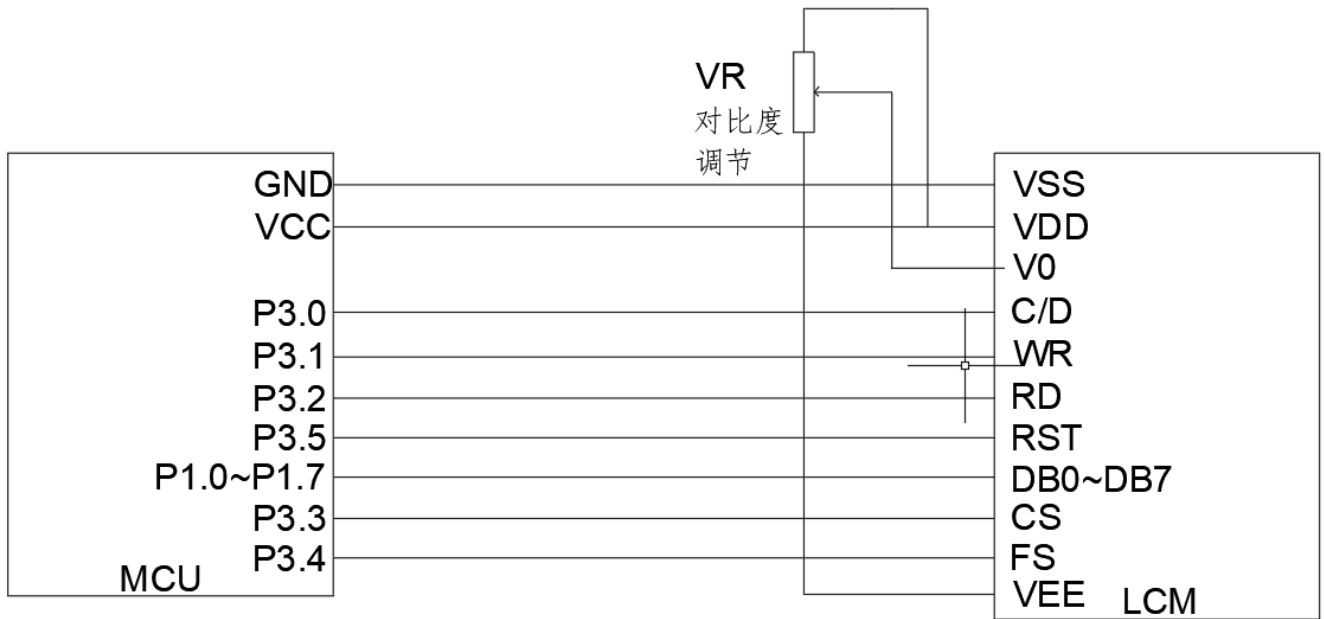 VR
对比度
调节
GND
VCC
P3.0
P3.1
P3.2
P3.5
P1.0~P1.7
P3.3
P3.4
MCU
VSS
VDD
V0
C/D
WR
RD
RST
DB0~DB7
CS
FS
VEE
LCM